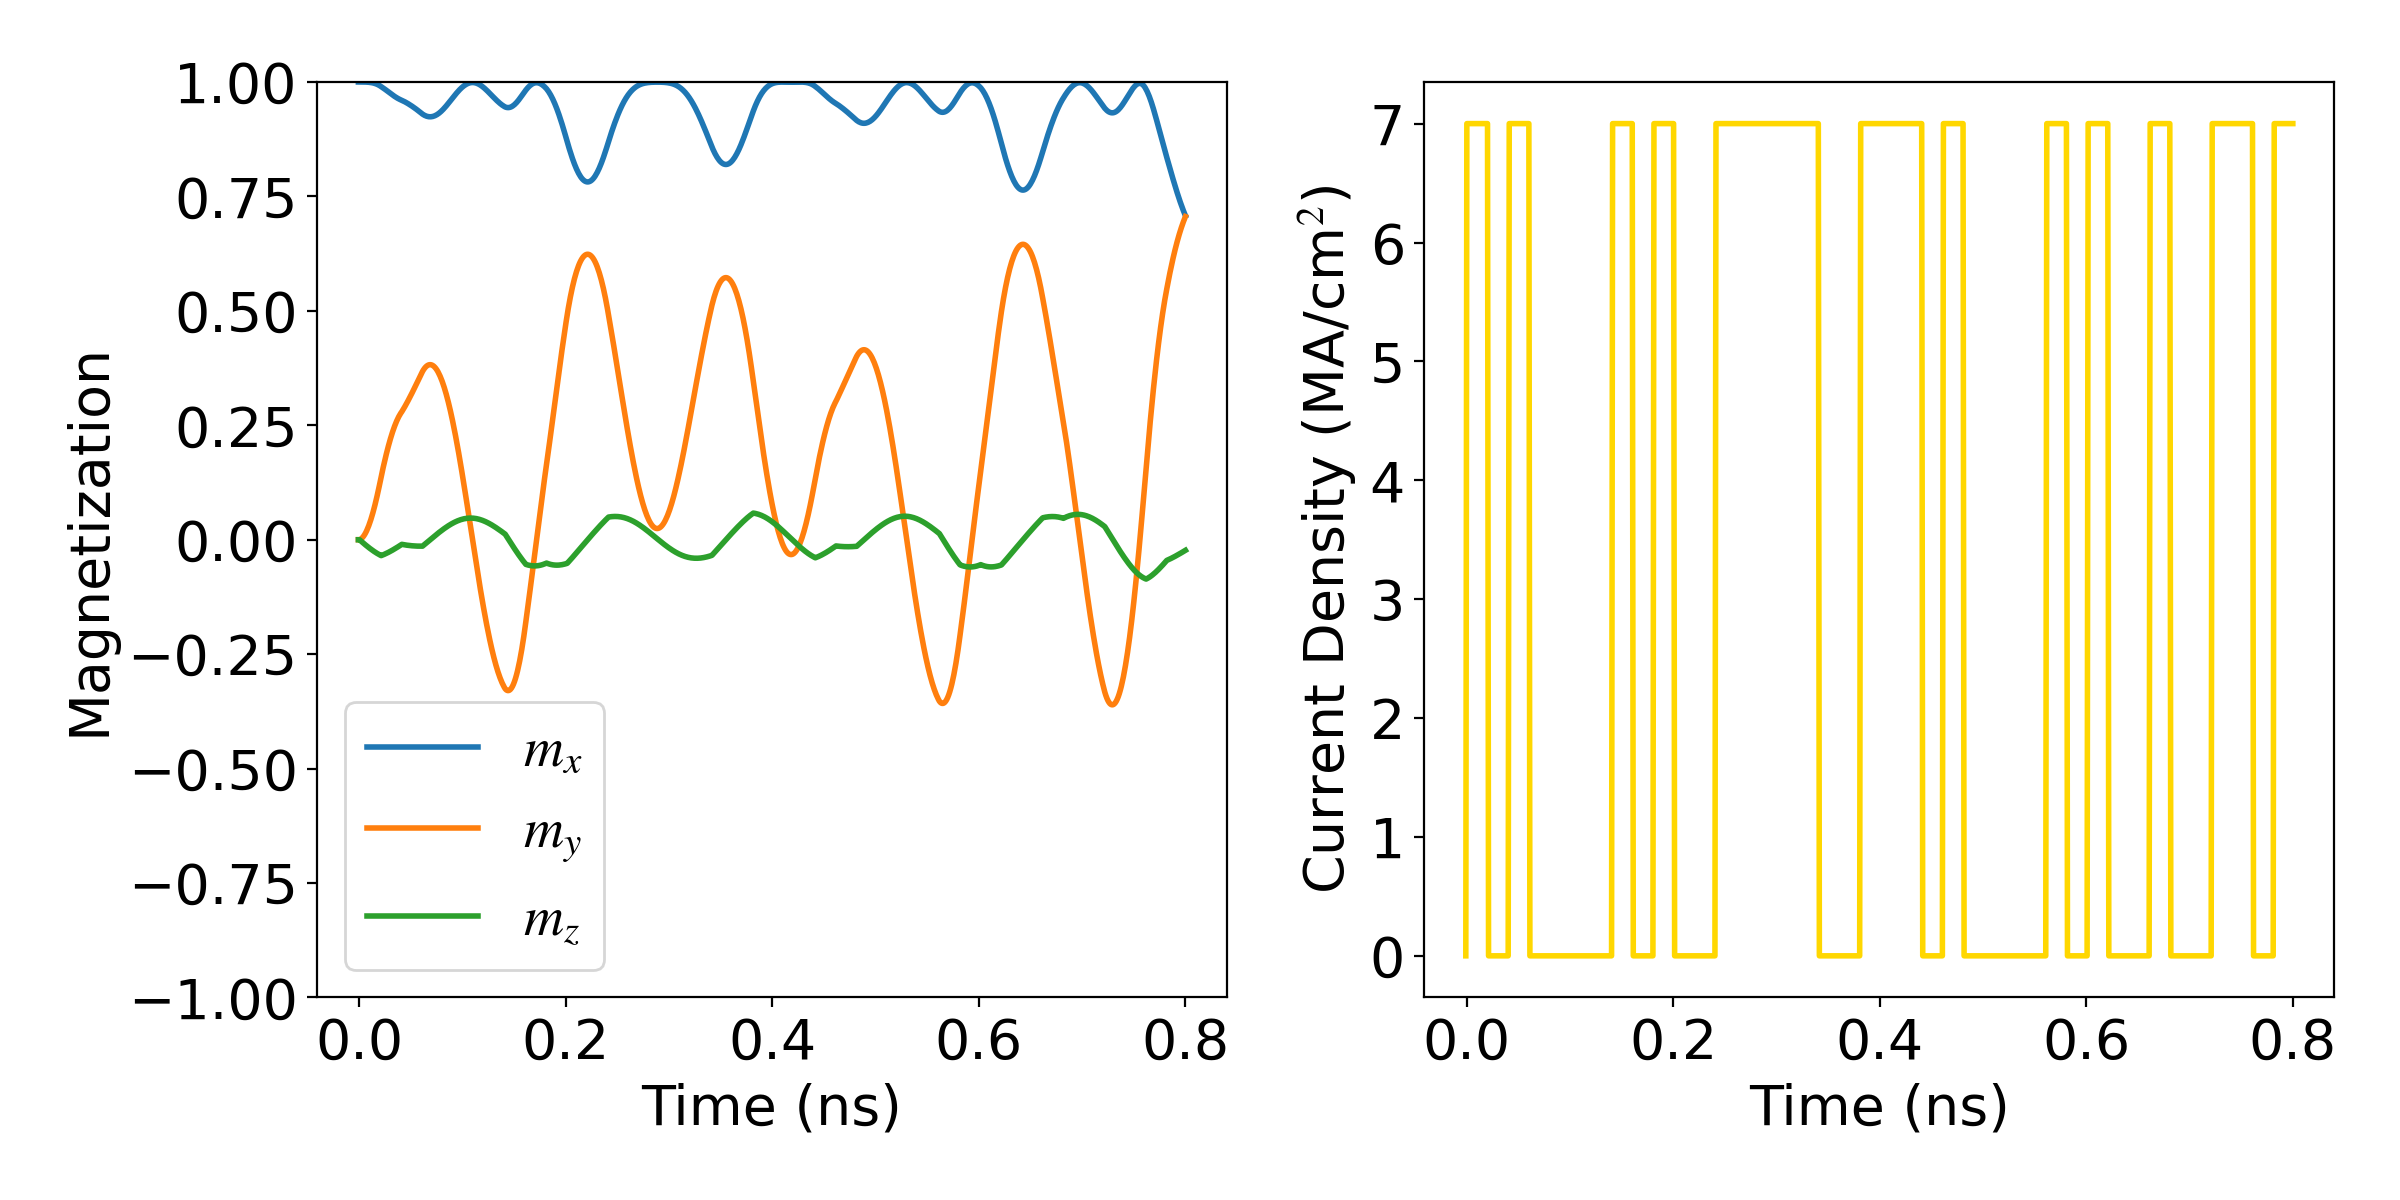 1.00
0.75
0.50
0.25
0.00
−0.25
−0.50
−0.75
−1.00
Magnetization
m_x
m_y
m_z
0.0 0.2 0.4 0.6 0.8
Time (ns)
7
6
5
4
3
2
1
0
Current Density (MA/cm²)
0.0 0.2 0.4 0.6 0.8
Time (ns)